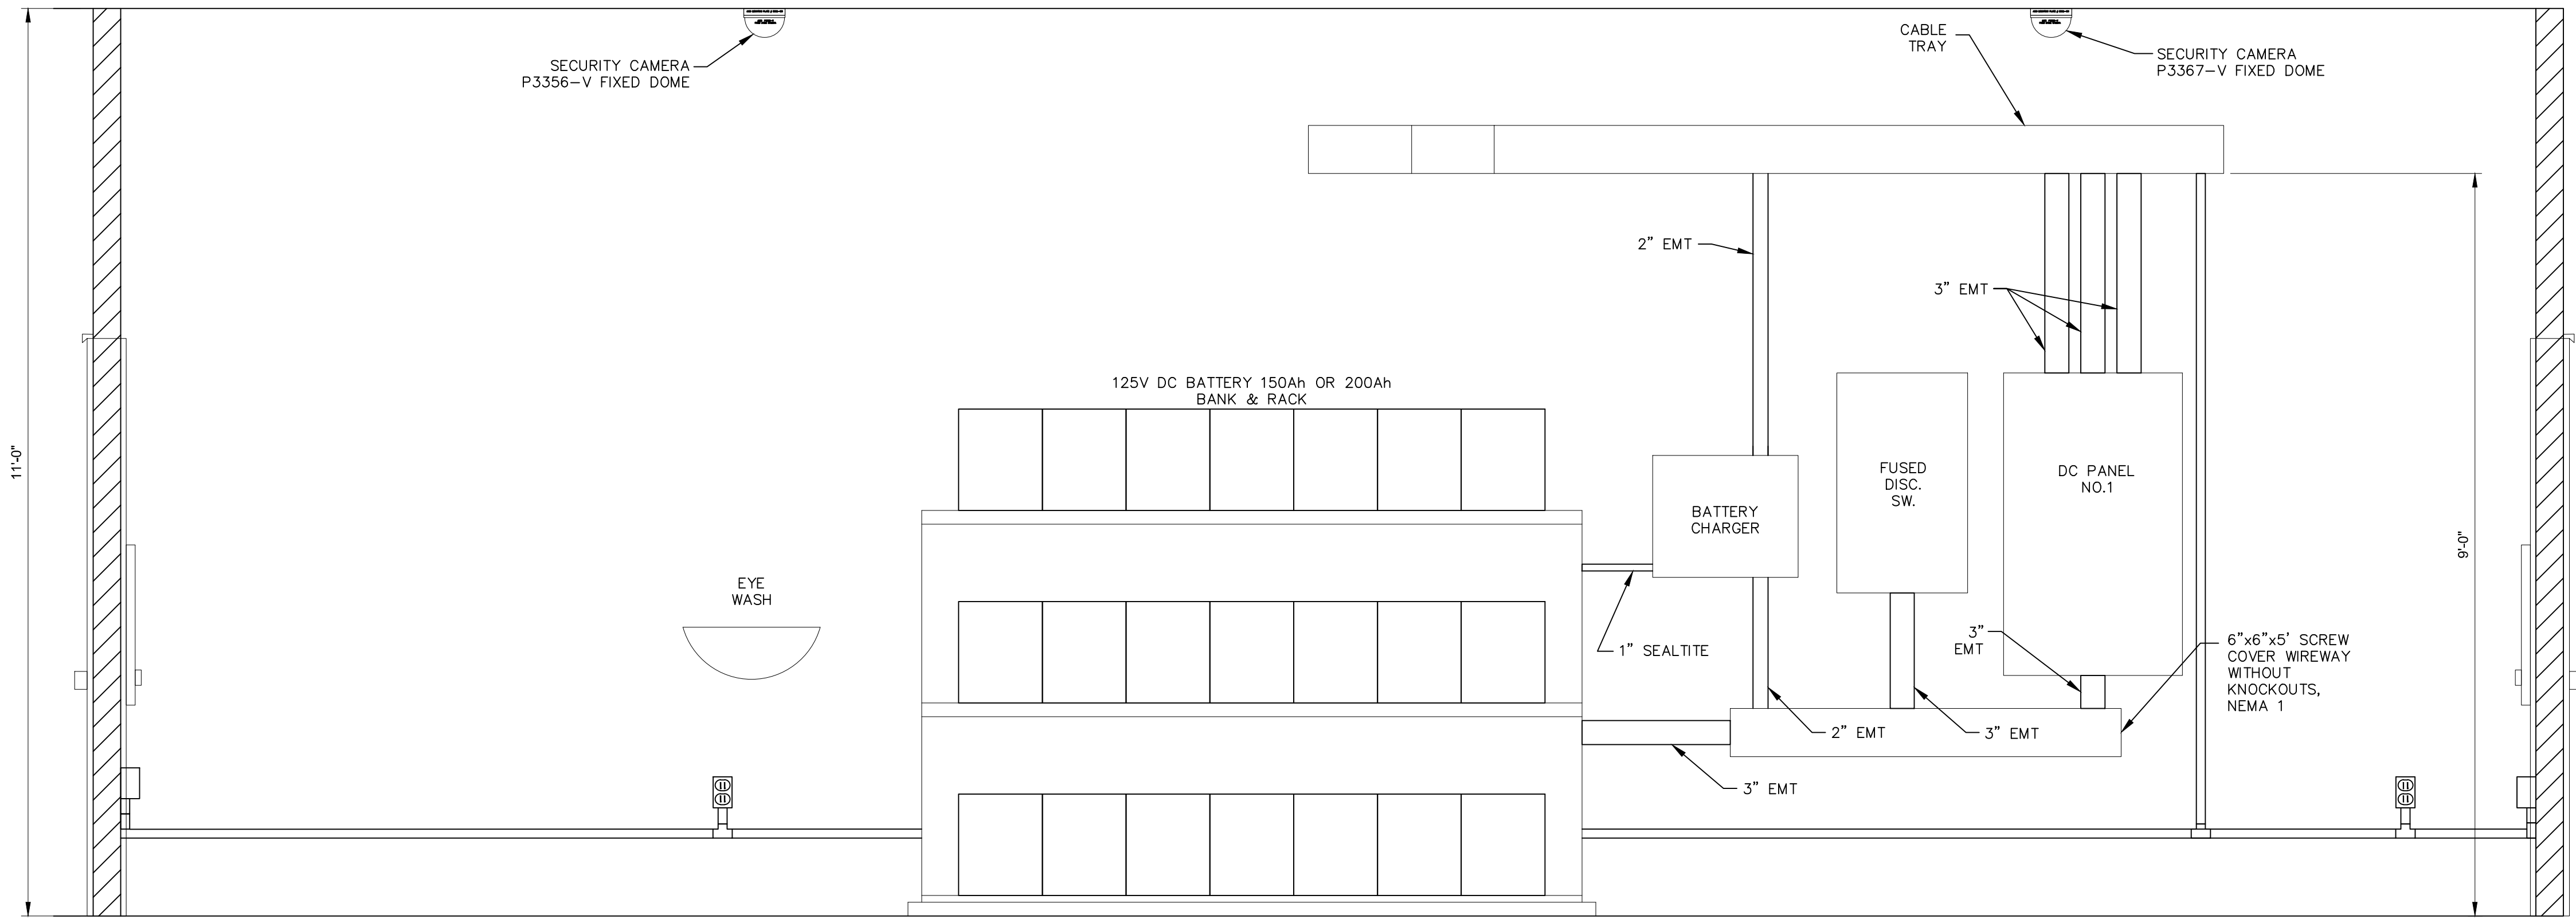 SECURITY CAMERA
P3356-V FIXED DOME
CABLE
TRAY
SECURITY CAMERA
P3367-V FIXED DOME
2" EMT
3" EMT
125V DC BATTERY 150Ah OR 200Ah
BANK & RACK
11'-0"
9'-0"
FUSED
DISC.
SW.
DC PANEL
NO.1
BATTERY
CHARGER
EYE
WASH
1" SEALTITE
3"
EMT
6"x6"x5' SCREW
COVER WIREWAY
WITHOUT
KNOCKOUTS,
NEMA 1
2" EMT
3" EMT
3" EMT